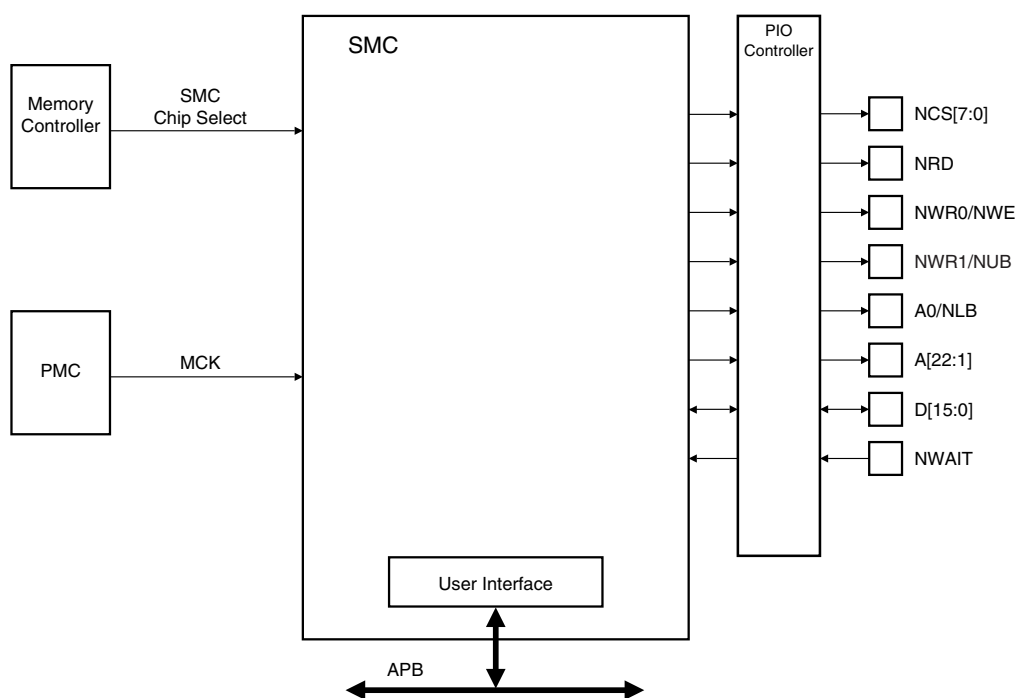 SMC
PIO
Controller
Memory
Controller
SMC
Chip Select
NCS[7:0]
NRD
NWR0/NWE
NWR1/NUB
A0/NLB
PMC
MCK
A[22:1]
D[15:0]
NWAIT
User Interface
APB